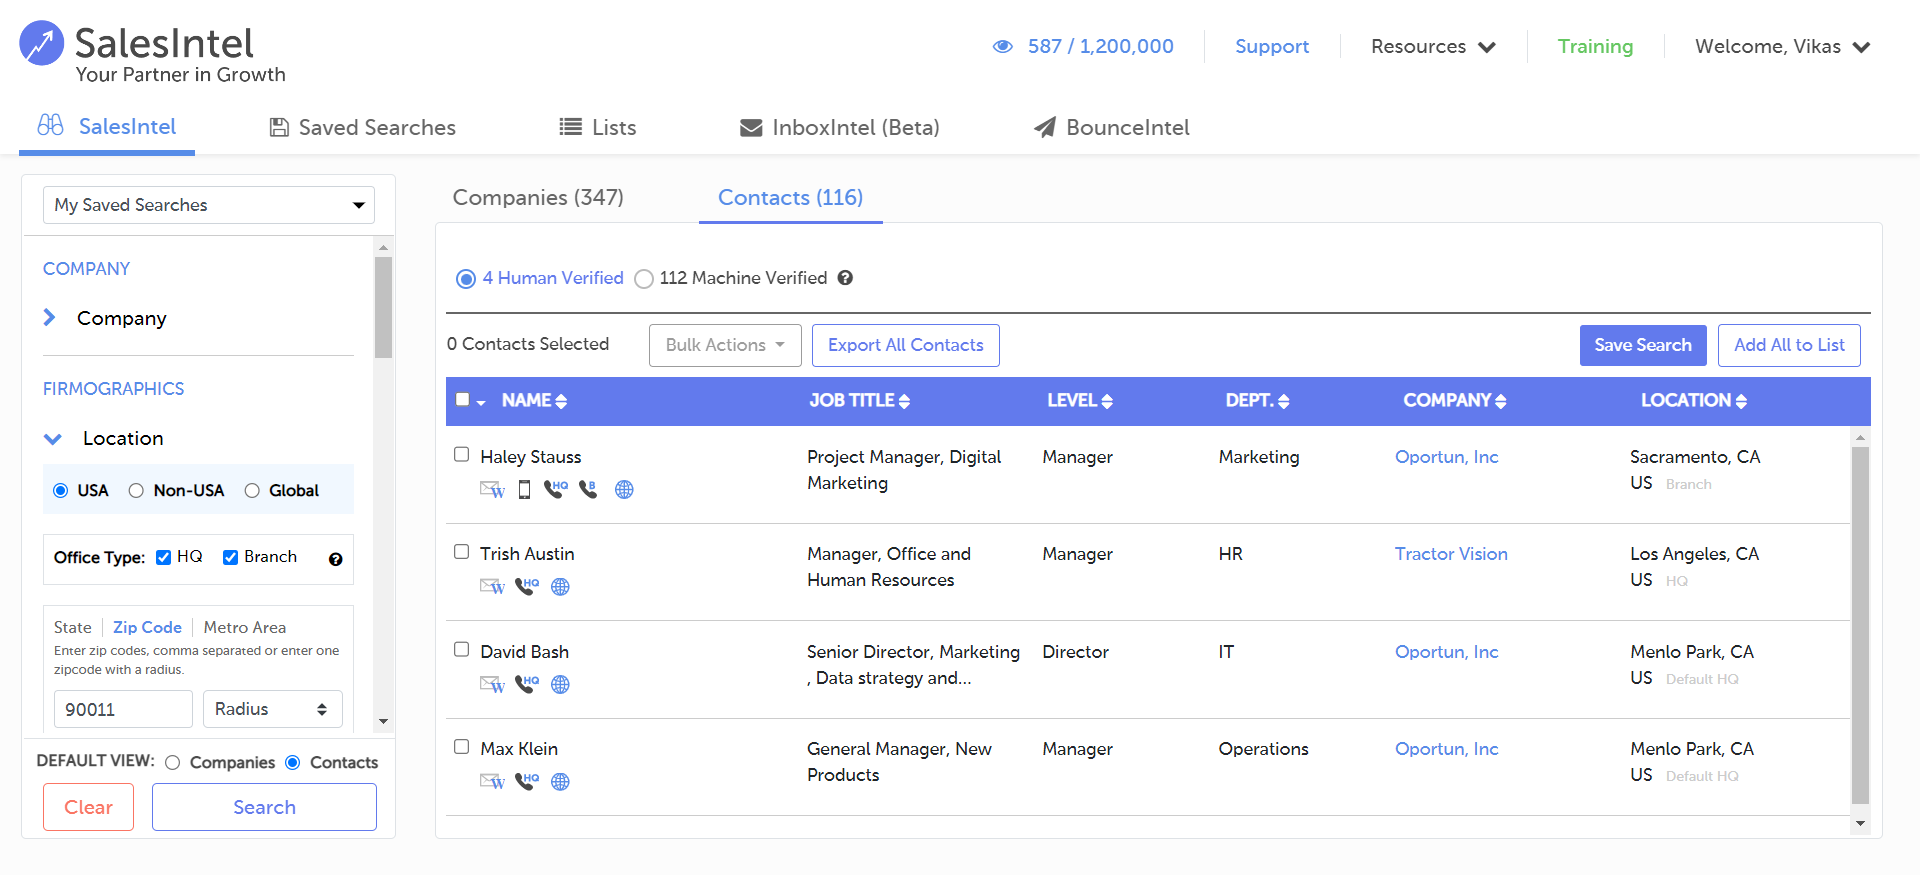 SalesIntel
Your Partner in Growth
587 / 1,200,000
Support
Resources
Training
Welcome, Vikas
SalesIntel
Saved Searches
Lists
InboxIntel (Beta)
BounceIntel
My Saved Searches
COMPANY
Company
FIRMOGRAPHICS
Location
USA Non-USA Global
Office Type: HQ Branch
State Zip Code Metro Area
Enter zip codes, comma separated or enter one
zipcode with a radius.
90011 Radius
DEFAULT VIEW: Companies Contacts
Clear Search
Companies (347) Contacts (116)
4 Human Verified 112 Machine Verified
0 Contacts Selected Bulk Actions Export All Contacts Save Search Add All to List
NAME JOB TITLE LEVEL DEPT. COMPANY LOCATION
Haley Stauss Project Manager, Digital Manager Marketing Oportun, Inc Sacramento, CA
W HQ B Marketing US Branch
Trish Austin Manager, Office and Manager HR Tractor Vision Los Angeles, CA
W HQ Human Resources US HQ
David Bash Senior Director, Marketing Director IT Oportun, Inc Menlo Park, CA
W HQ , Data strategy and... US Default HQ
Max Klein General Manager, New Manager Operations Oportun, Inc Menlo Park, CA
W HQ Products US Default HQ